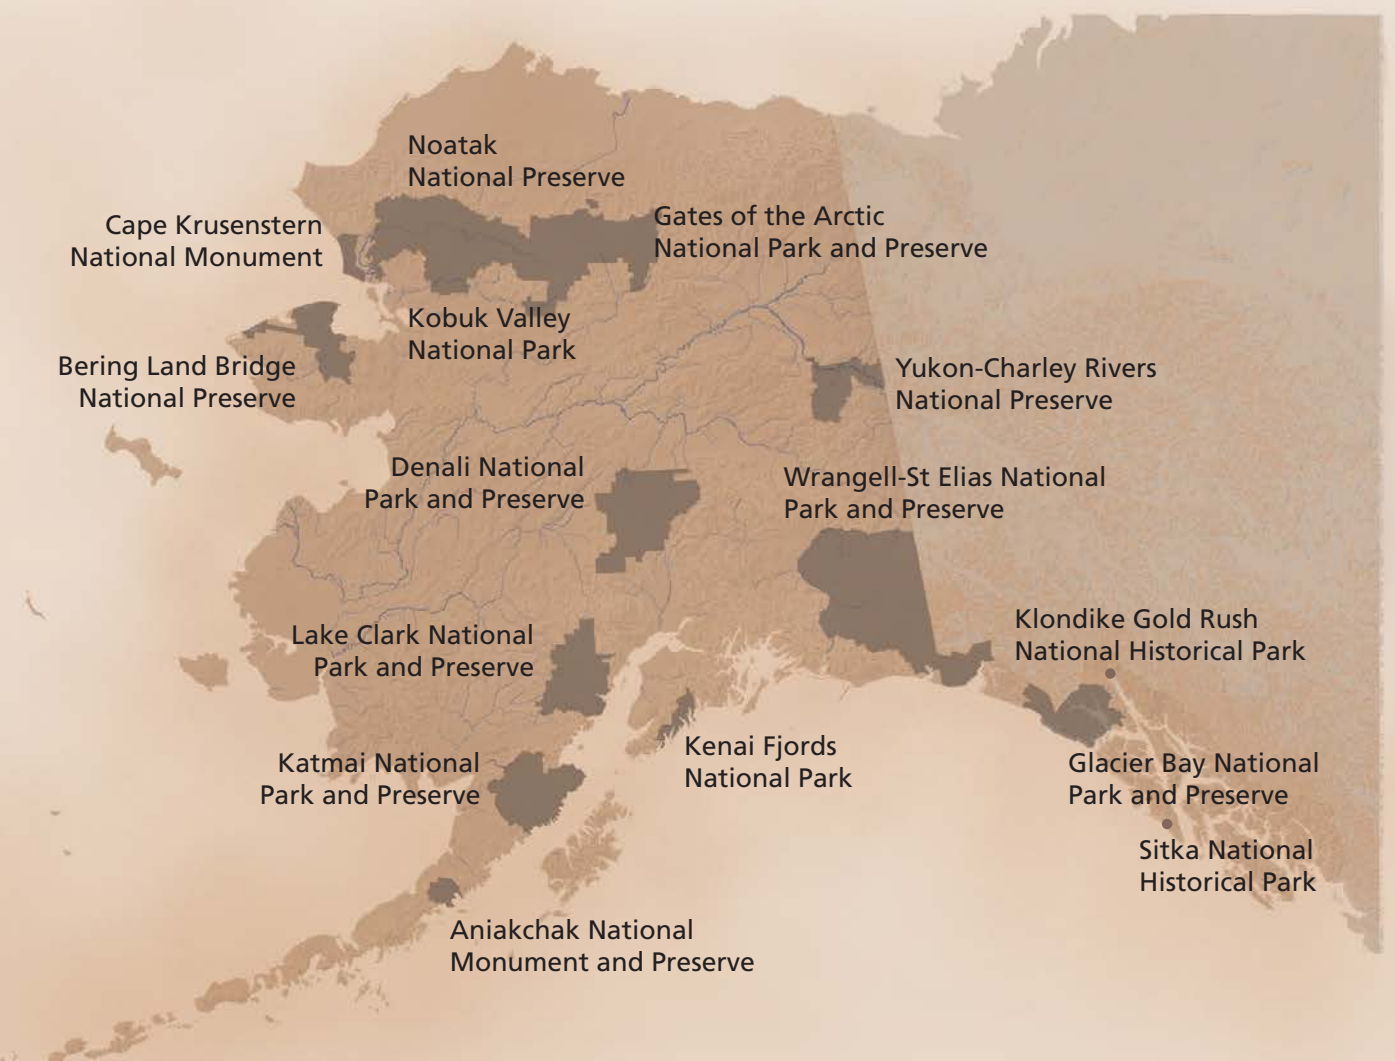 Noatak
National Preserve
Cape Krusenstern
National Monument
Gates of the Arctic
National Park and Preserve
Kobuk Valley
National Park
Bering Land Bridge
National Preserve
Yukon-Charley Rivers
National Preserve
Denali National
Park and Preserve
Wrangell-St Elias National
Park and Preserve
Lake Clark National
Park and Preserve
Klondike Gold Rush
National Historical Park
Kenai Fjords
National Park
Katmai National
Park and Preserve
Glacier Bay National
Park and Preserve
Sitka National
Historical Park
Aniakchak National
Monument and Preserve